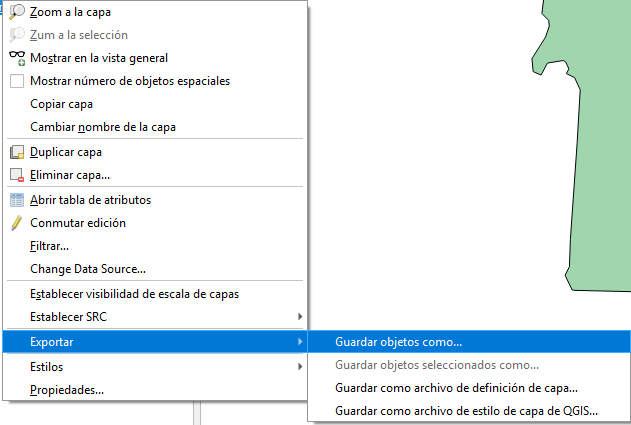 Zoom a la capa
Zum a la selección
Mostrar en la vista general
Mostrar número de objetos espaciales
Copiar capa
Cambiar nombre de la capa
Duplicar capa
Eliminar capa...
Abrir tabla de atributos
Conmutar edición
Filtrar...
Change Data Source...
Establecer visibilidad de escala de capas
Establecer SRC
Exportar
Estilos
Propiedades...
Guardar objetos como...
Guardar objetos seleccionados como...
Guardar como archivo de definición de capa...
Guardar como archivo de estilo de capa de QGIS...